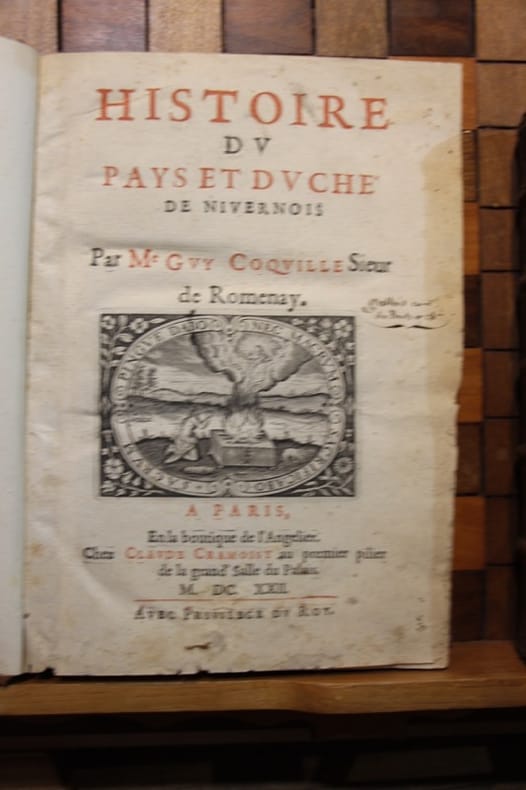 HISTOIRE
DV
PAYS ET DVCHE'
DE NIVERNOIS
Par Mᵉ GVY COQVILLE Sieur
de Romenay.
A PARIS,
En la boutique de l'Angelier.
Chez CLAVDE CRAMOISY au premier pilier
de la grand' Salle du Palais.
M. DC. XXII.
AVEC PRIVILEGE DV ROY.